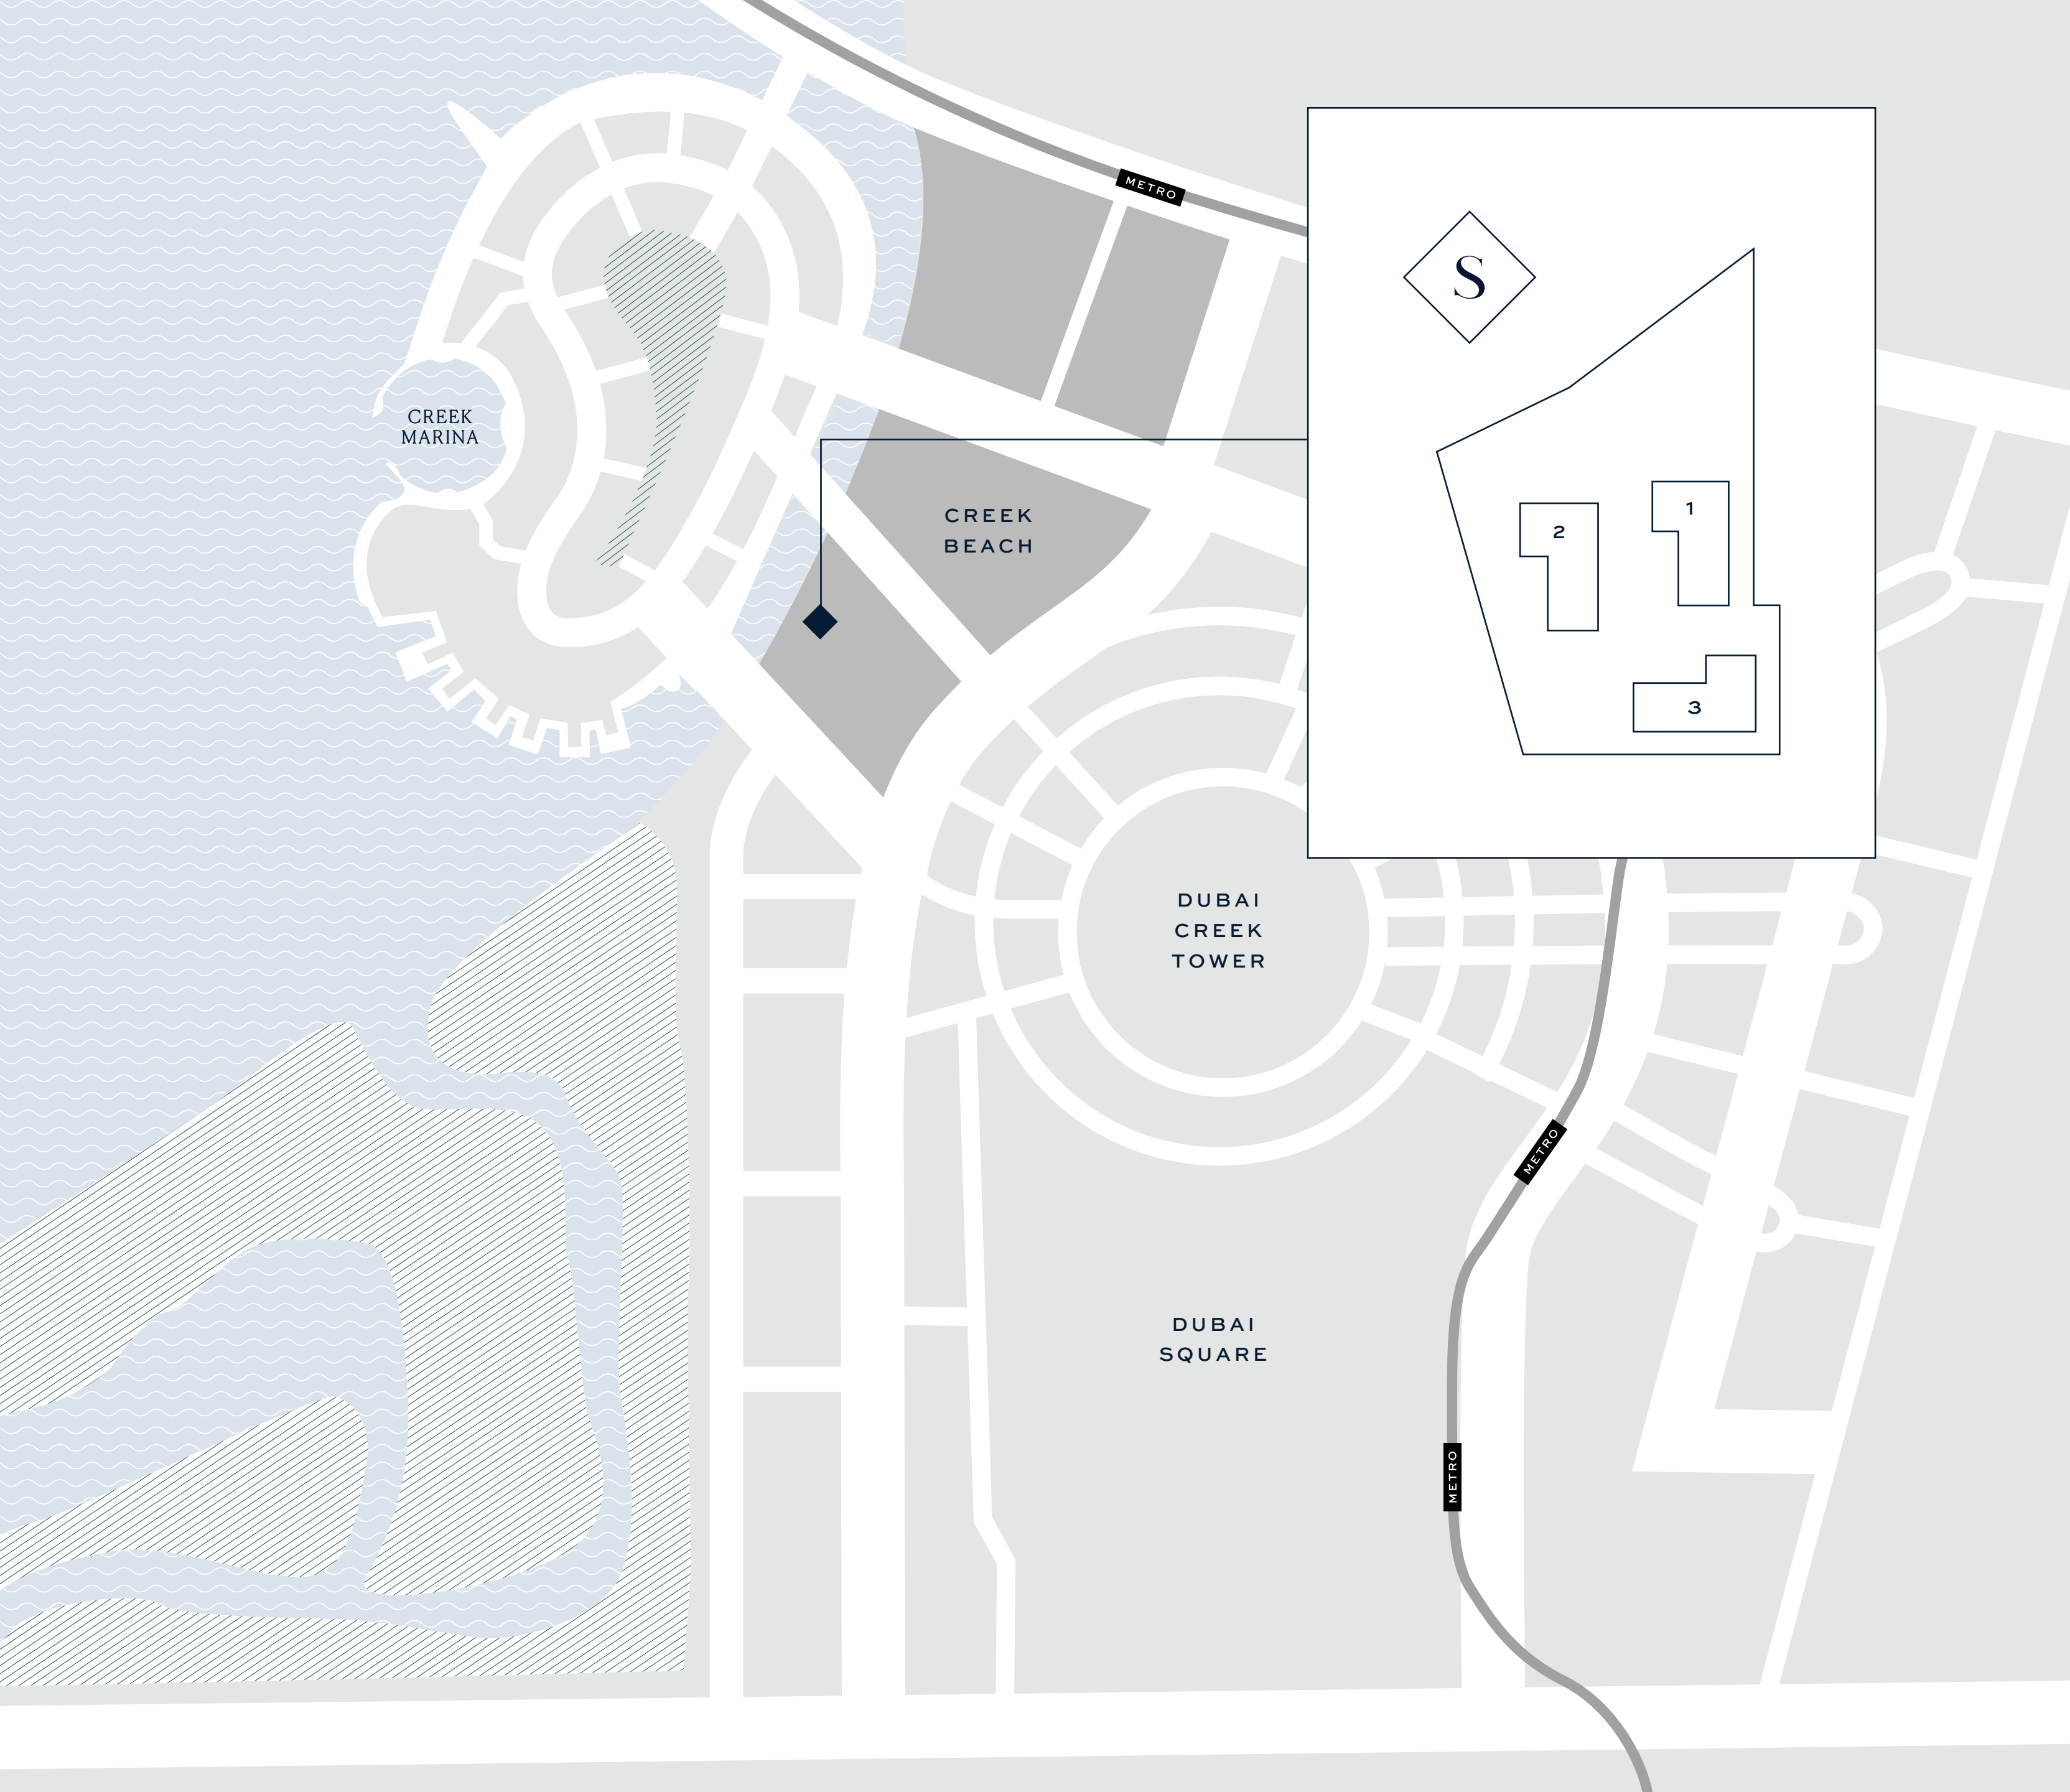 METRO
S
CREEK
MARINA
2
1
CREEK
BEACH
3
DUBAI
CREEK
TOWER
METRO
DUBAI
SQUARE
METRO